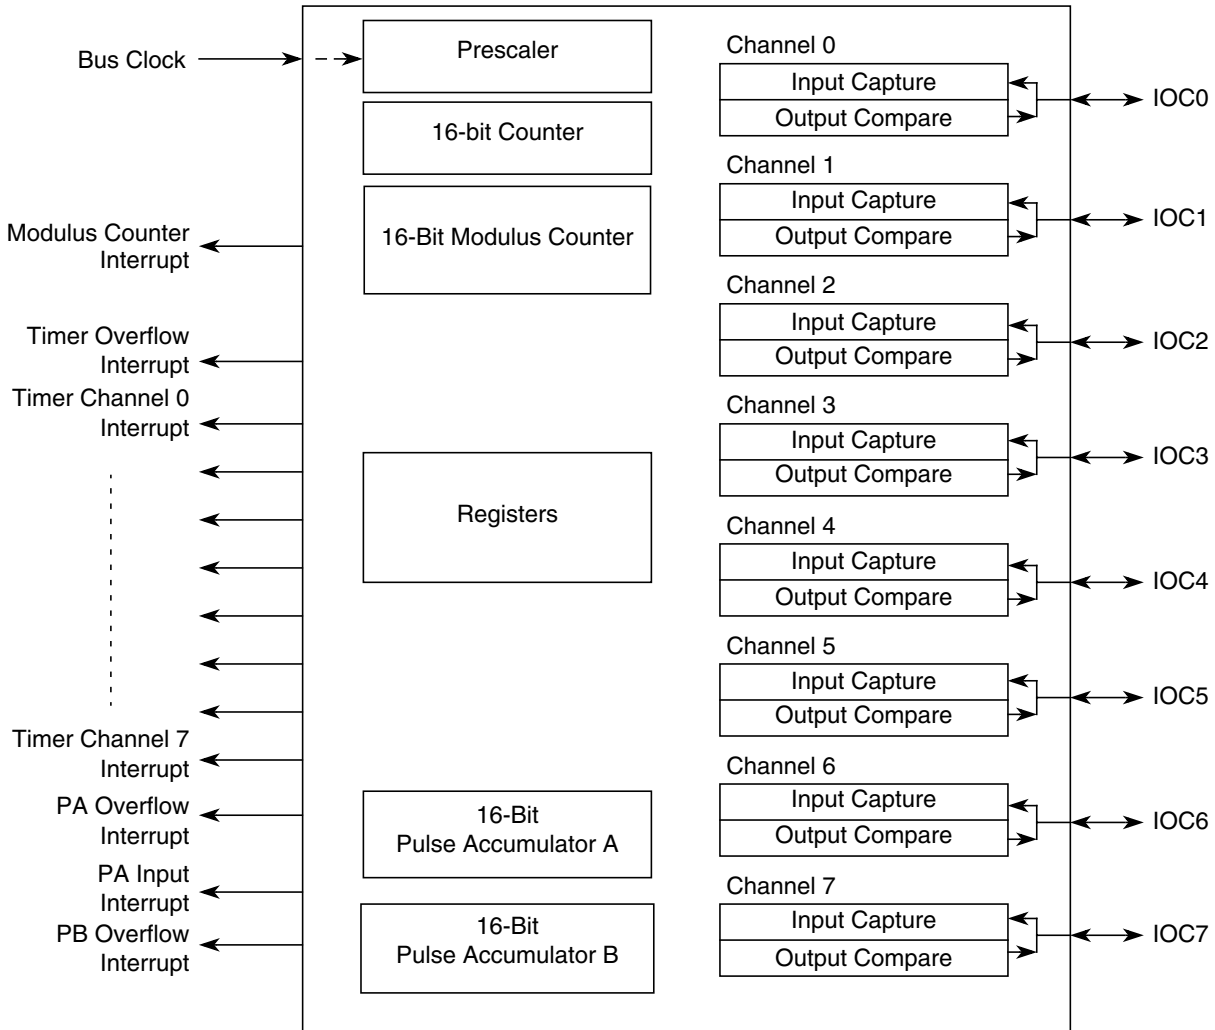 Bus Clock
Modulus Counter
Interrupt
Timer Overflow
Interrupt
Timer Channel 0
Interrupt
Timer Channel 7
Interrupt
PA Overflow
Interrupt
PA Input
Interrupt
PB Overflow
Interrupt
Prescaler
16-bit Counter
16-Bit Modulus Counter
Registers
16-Bit
Pulse Accumulator A
16-Bit
Pulse Accumulator B
Channel 0
Input Capture
Output Compare
IOC0
Channel 1
Input Capture
Output Compare
IOC1
Channel 2
Input Capture
Output Compare
IOC2
Channel 3
Input Capture
Output Compare
IOC3
Channel 4
Input Capture
Output Compare
IOC4
Channel 5
Input Capture
Output Compare
IOC5
Channel 6
Input Capture
Output Compare
IOC6
Channel 7
Input Capture
Output Compare
IOC7